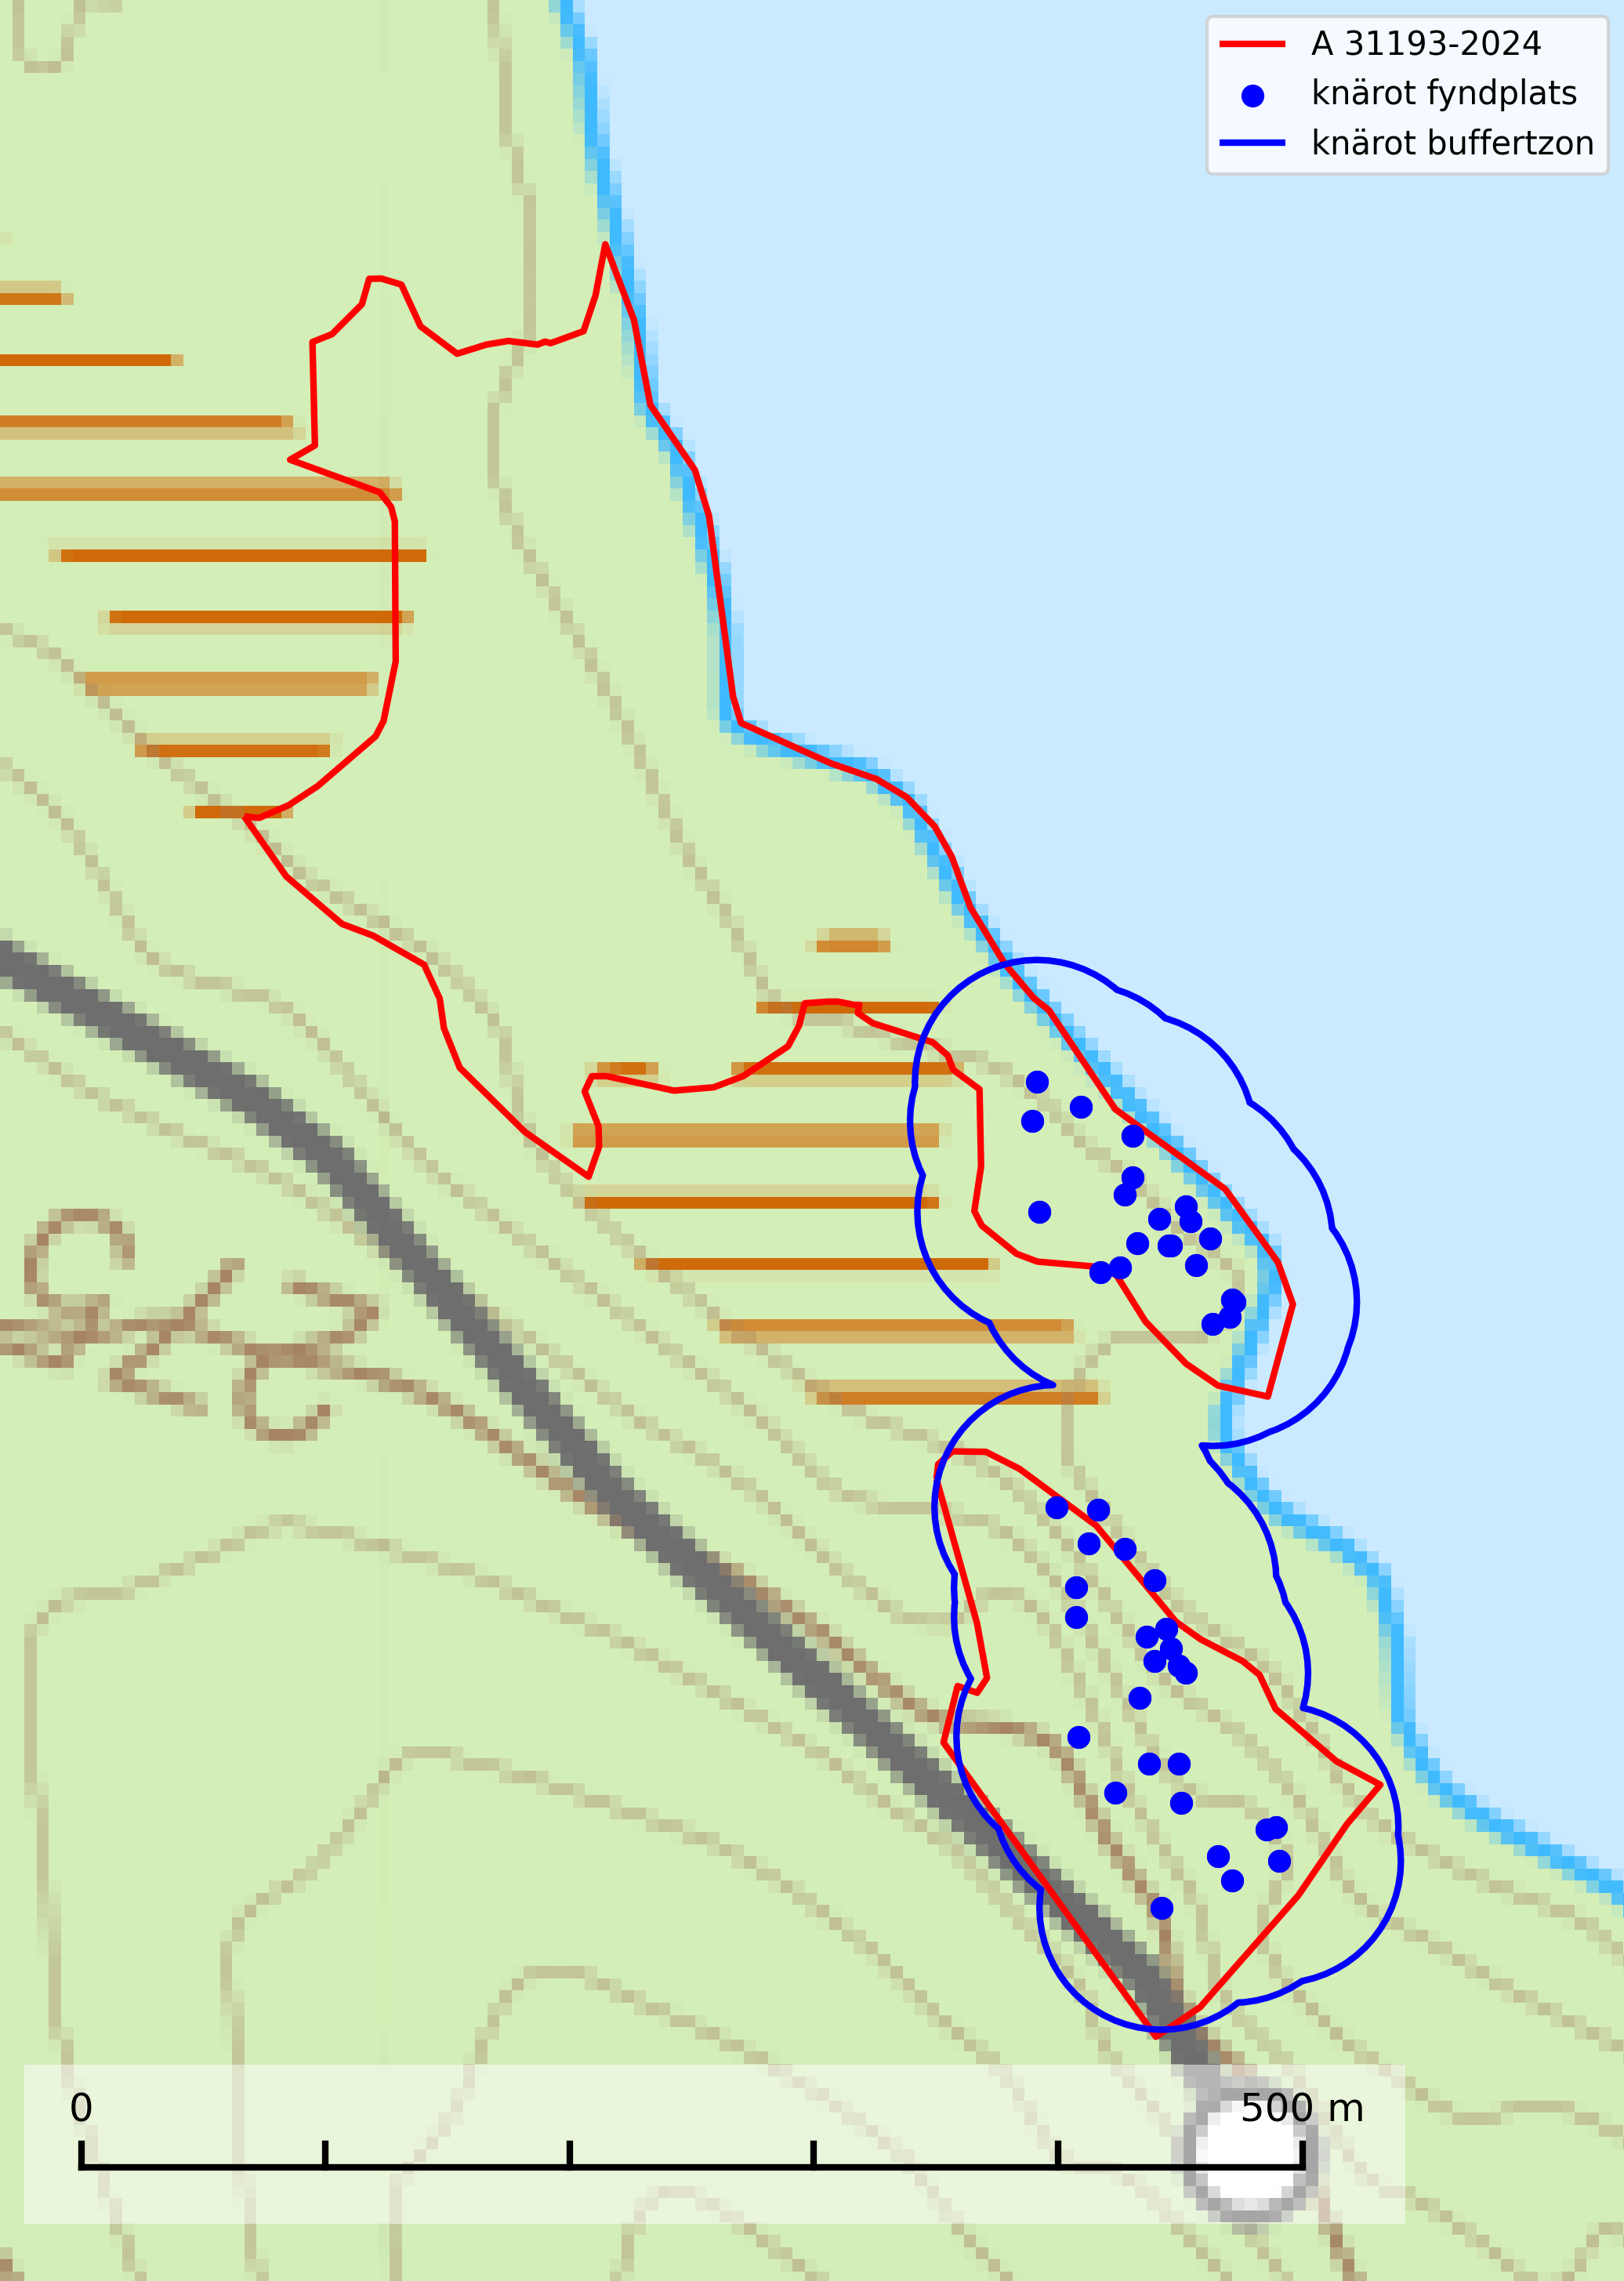 A 31193-2024
knärot fyndplats
knärot buffertzon
0
500 m